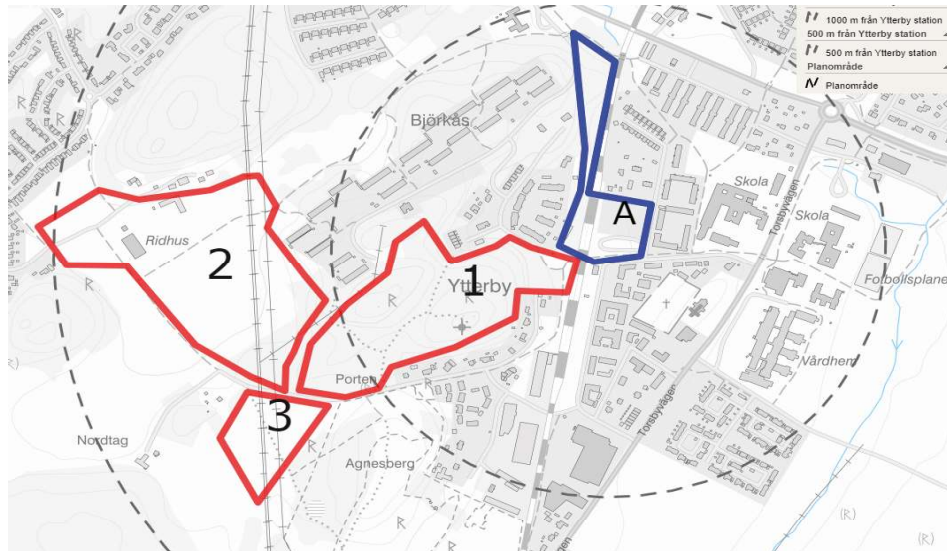 1000 m från Ytterby station
500 m från Ytterby station
500 m från Ytterby station
Planområde
Planområde
Björkås
Skola
A
Torsbyvägen
Skola
Ridhus
2
1
Ytterby
Fotbollsplane
Vårdhem
Porten
3
Nordtag
Agnesberg
Torsbyvägen
R
R
R
R
R
R
(R)
(R)
(R)